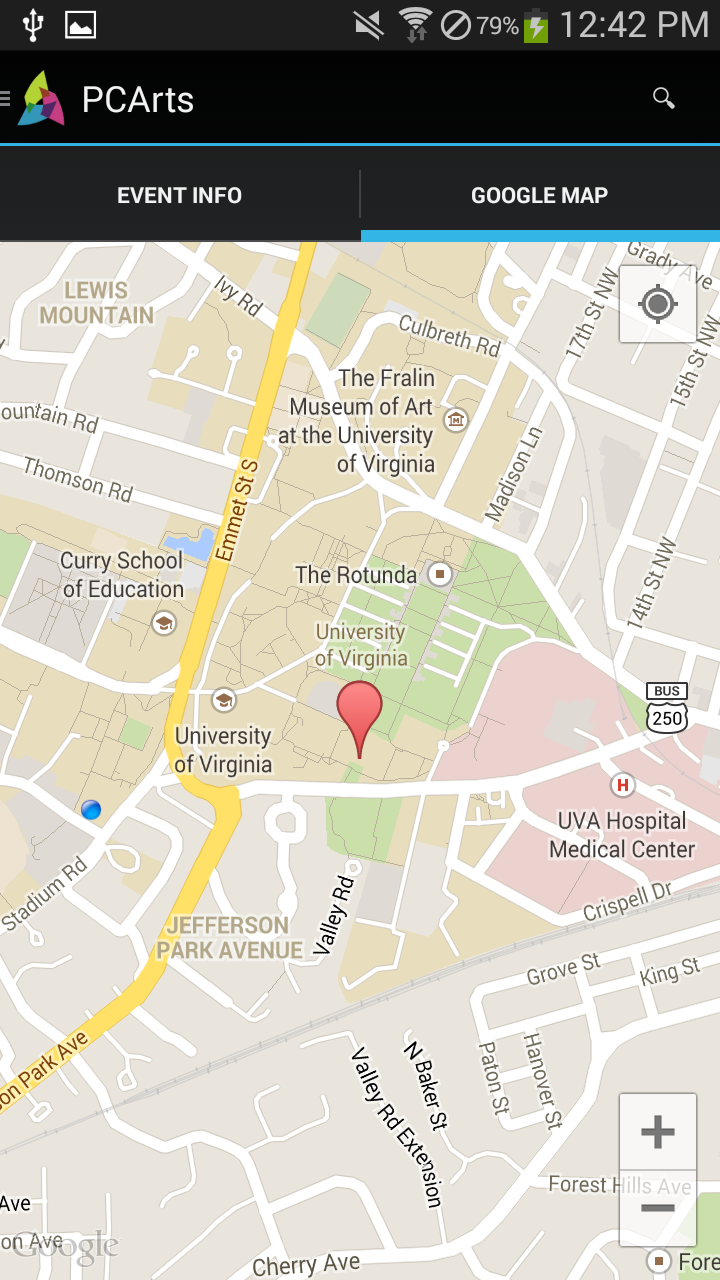 79% 12:42 PM
PCArts
EVENT INFO
GOOGLE MAP
Grady Ave
LEWIS
MOUNTAIN
Ivy Rd
Culbreth Rd
17th St NW
15th St NW
The Fralin
Museum of Art
at the University
of Virginia
ountain Rd
Thomson Rd
Emmet St S
Madison Ln
Curry School
of Education
The Rotunda
14th St NW
University
of Virginia
BUS
250
University
of Virginia
H
UVA Hospital
Medical Center
Stadium Rd
Valley Rd
Crispell Dr
JEFFERSON
PARK AVENUE
Grove St
King St
son Park Ave
Valley Rd Extension
N Baker St
Paton St
Hanover St
+
−
Forest Hills Ave
Ave
on Ave
Google
Cherry Ave
Fore